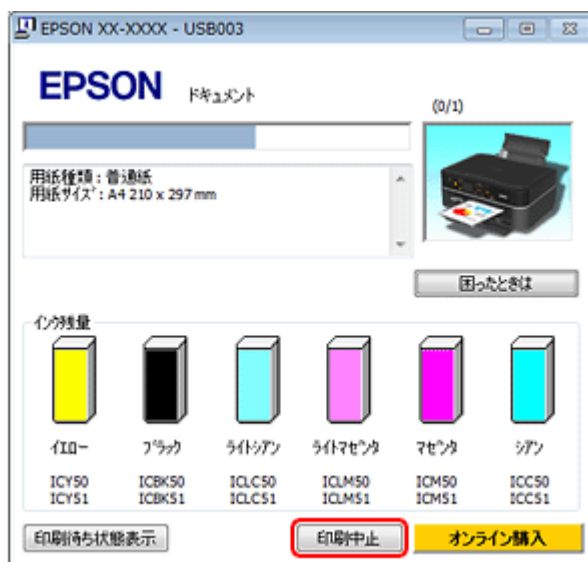 EPSON XX-XXXX - USB003
EPSON ドキュメント
(0/1)
用紙種類 : 普通紙
用紙サイズ : A4 210 x 297 mm
困ったときは
インク残量
イエロー ブラック ライトシアン ライトマゼンタ マゼンタ シアン
ICY50 ICBK50 ICLC50 ICLM50 ICM50 ICC50
ICY51 ICBK51 ICLC51 ICLM51 ICM51 ICC51
印刷待ち状態表示 印刷中止 オンライン購入